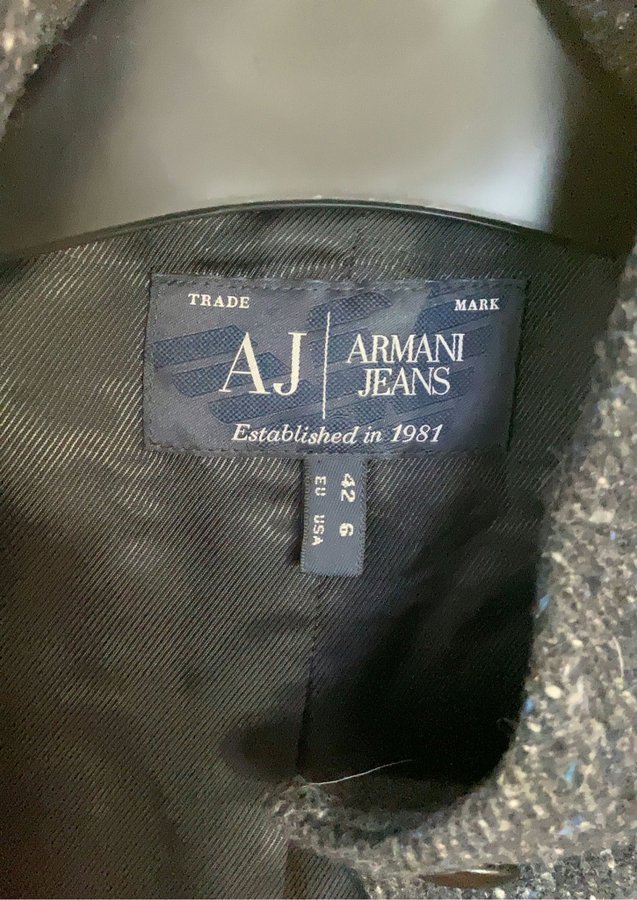 TRADE MARK
AJ ARMANI
JEANS
Established in 1981
42 6
EU USA